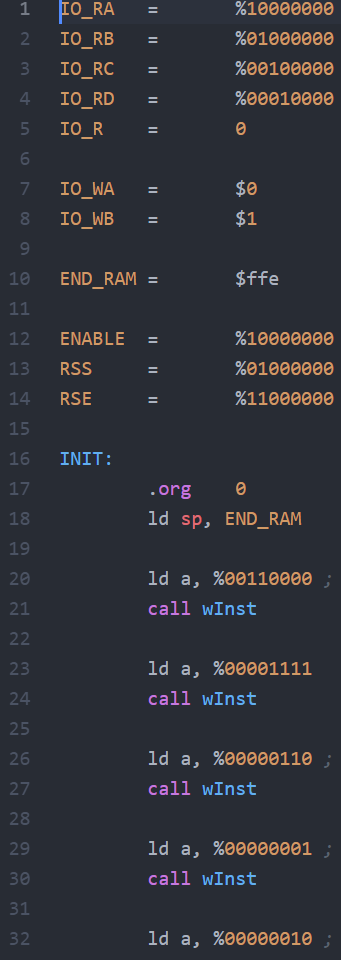 1 IO_RA = %10000000
2 IO_RB = %01000000
3 IO_RC = %00100000
4 IO_RD = %00010000
5 IO_R = 0
6
7 IO_WA = $0
8 IO_WB = $1
9
10 END_RAM = $ffe
11
12 ENABLE = %10000000
13 RSS = %01000000
14 RSE = %11000000
15
16 INIT:
17 .org 0
18 ld sp, END_RAM
19
20 ld a, %00110000 ;
21 call wInst
22
23 ld a, %00001111
24 call wInst
25
26 ld a, %00000110 ;
27 call wInst
28
29 ld a, %00000001 ;
30 call wInst
31
32 ld a, %00000010 ;